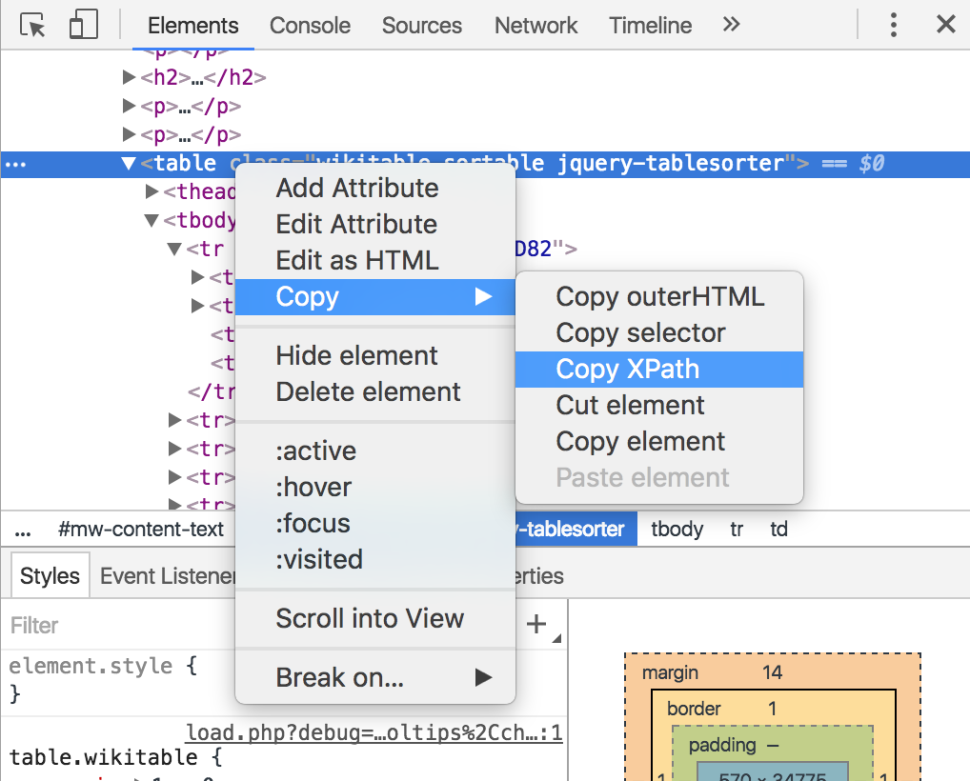 Elements Console Sources Network Timeline »
<p></p>
▶<h2>…</h2>
▶<p>…</p>
▶<p>…</p>
… ▼<table class="wikitable sortable jquery-tablesorter"> == $0
▶<thead
▼<tbody
▼<tr D82">
▶<t
▶<t
<t
<t
</tr
▶<tr>
▶<tr>
▶<tr>
▶<tr>
Add Attribute
Edit Attribute
Edit as HTML
Copy ▶
Hide element
Delete element
:active
:hover
:focus
:visited
Scroll into View
Break on... ▶
Copy outerHTML
Copy selector
Copy XPath
Cut element
Copy element
Paste element
... #mw-content-text -tablesorter tbody tr td
Styles Event Listener erties
Filter +
element.style {
}
load.php?debug=…oltips%2Cch…:1
table.wikitable {
margin 14
border 1
padding –
1 570 × 34775 1